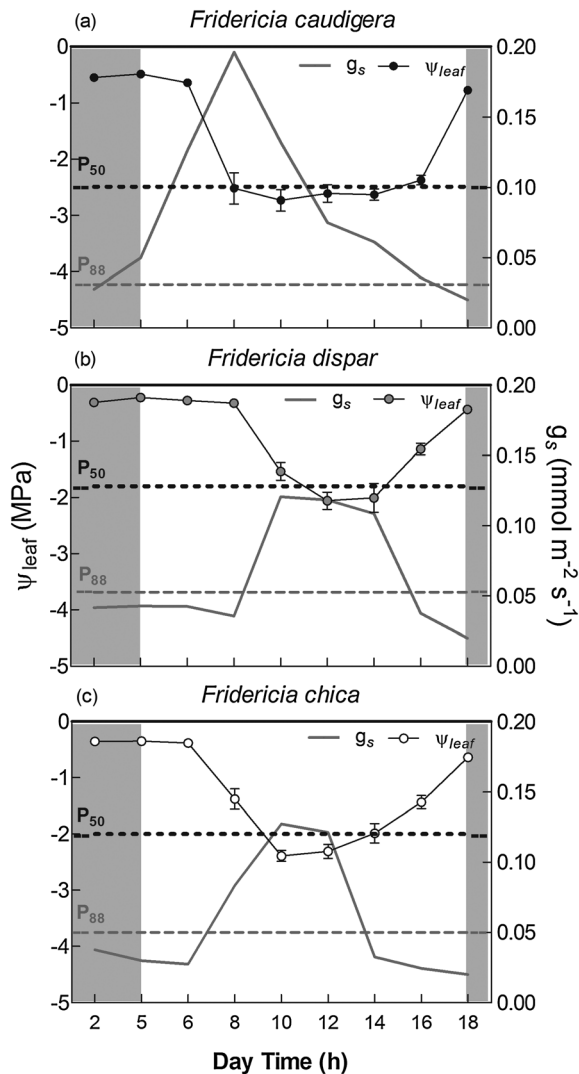 (a) Fridericia caudigera
0 0.20
gs Ψleaf
-1 0.15
-2
P50
0.10
-3
-4 P88 0.05
-5 0.00
(b) Fridericia dispar
0 0.20
gs Ψleaf
-1 0.15
P50
-2
0.10
-3
P88
-4 0.05
-5 0.00
Ψleaf (MPa)
gs (mmol m-2 s-1)
(c) Fridericia chica
0 0.20
gs Ψleaf
-1 0.15
P50
-2
0.10
-3
P88
0.05
-4
-5 0.00
2 5 6 8 10 12 14 16 18
Day Time (h)